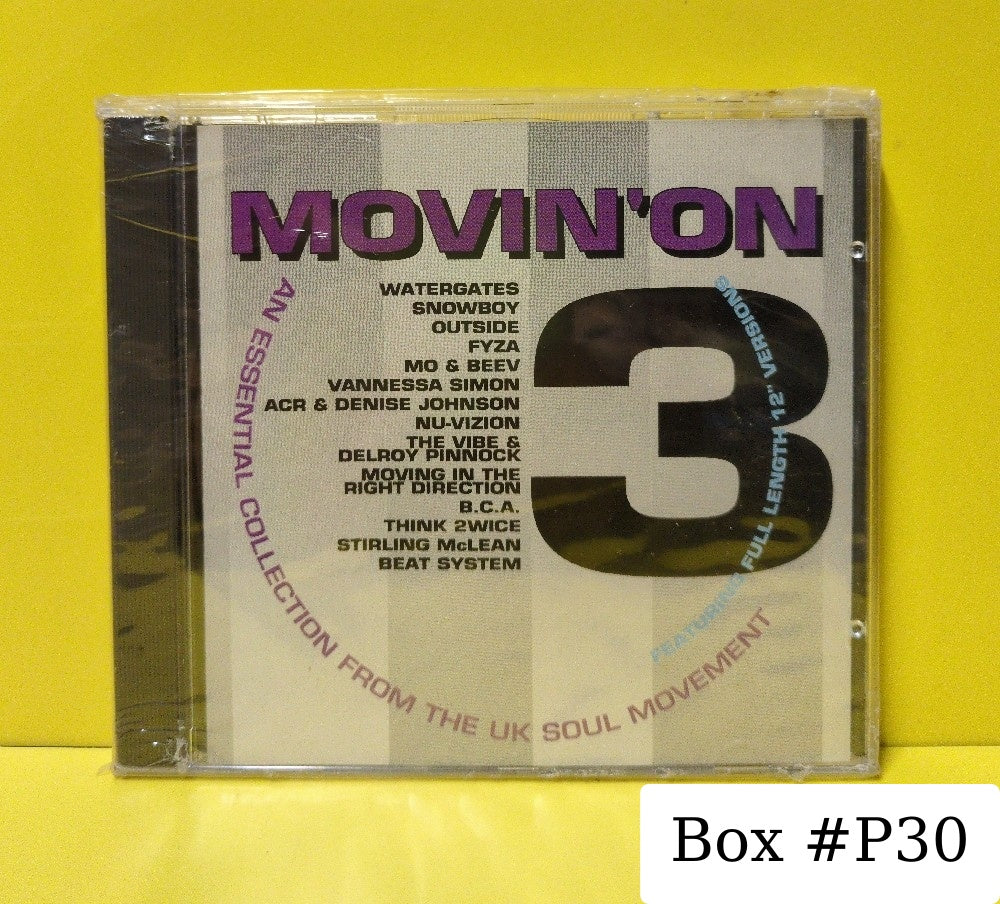 MOVIN'ON
3
WATERGATES
SNOWBOY
OUTSIDE
FYZA
MO & BEEV
VANNESSA SIMON
ACR & DENISE JOHNSON
NU-VIZION
THE VIBE &
DELROY PINNOCK
MOVING IN THE
RIGHT DIRECTION
B.C.A.
THINK 2WICE
STIRLING McLEAN
BEAT SYSTEM
AN ESSENTIAL COLLECTION FROM THE UK SOUL MOVEMENT
FEATURING FULL LENGTH 12" VERSIONS
Box #P30